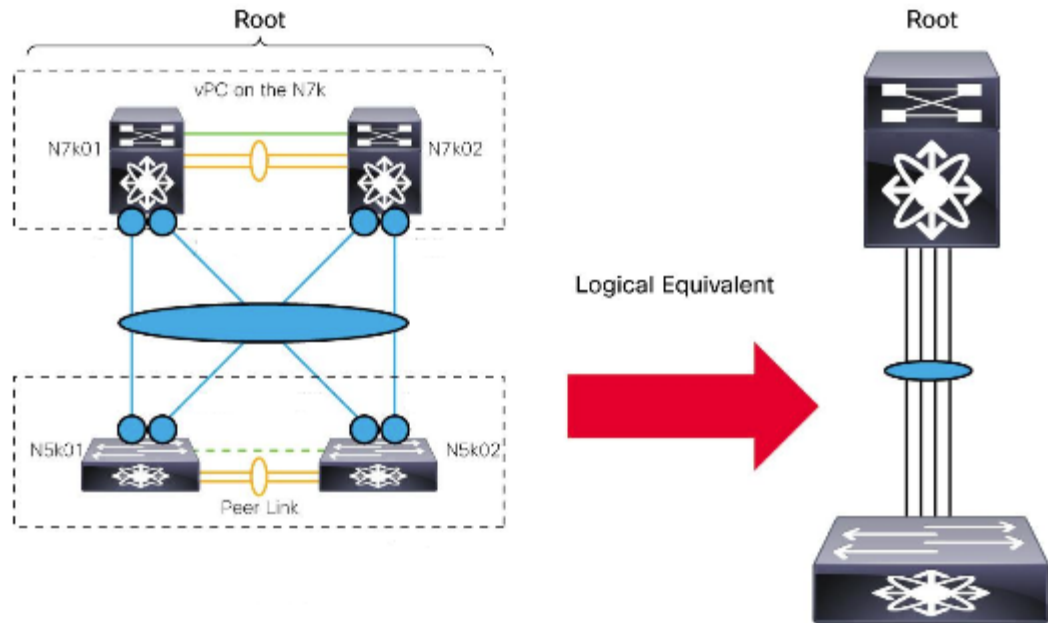 Root
vPC on the N7k
N7k01
N7k02
N5k01
N5k02
Peer Link
Logical Equivalent
Root